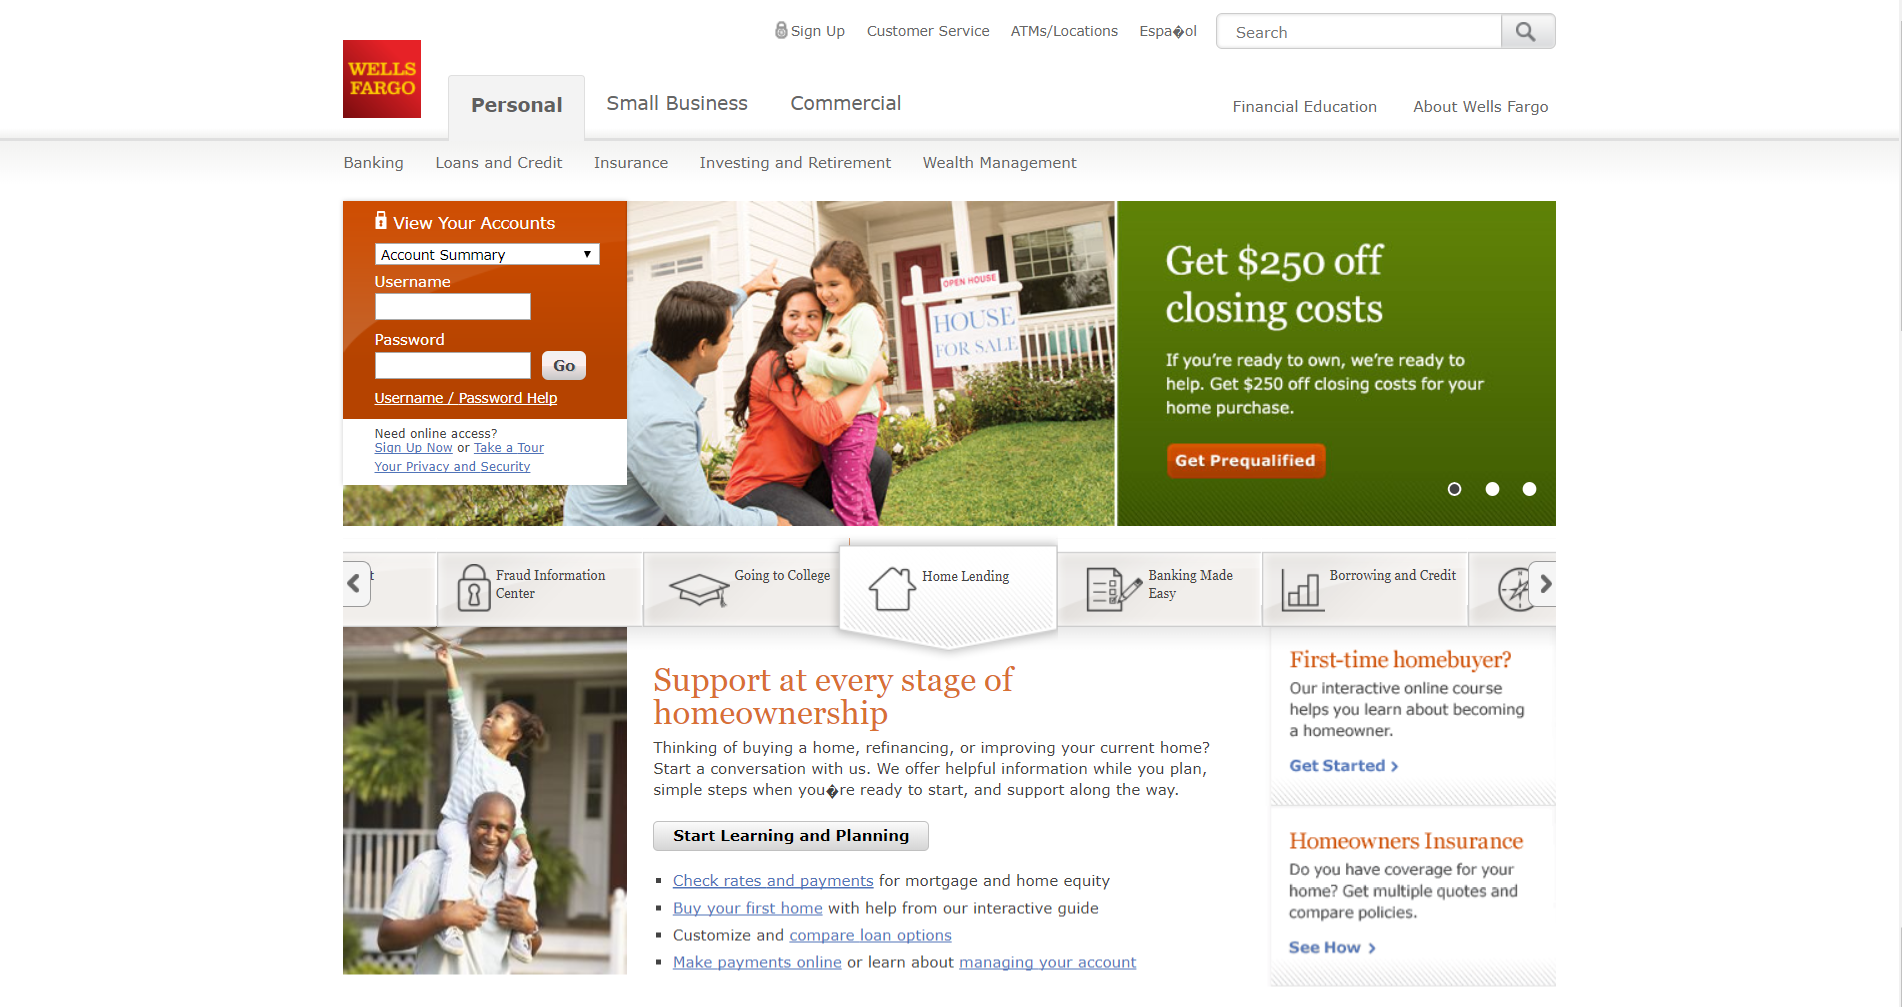 Sign Up Customer Service ATMs/Locations Espa�ol Search
WELLS
FARGO
Personal Small Business Commercial Financial Education About Wells Fargo
Banking Loans and Credit Insurance Investing and Retirement Wealth Management
View Your Accounts
Account Summary
Username
Password
Go
Username / Password Help
Need online access?
Sign Up Now or Take a Tour
Your Privacy and Security
OPEN HOUSE
HOUSE
FOR SALE
Get $250 off
closing costs
If you’re ready to own, we’re ready to
help. Get $250 off closing costs for your
home purchase.
Get Prequalified
t
Fraud Information
Center
Going to College
Home Lending
Banking Made
Easy
Borrowing and Credit
N
Support at every stage of
homeownership
Thinking of buying a home, refinancing, or improving your current home?
Start a conversation with us. We offer helpful information while you plan,
simple steps when you�re ready to start, and support along the way.
Start Learning and Planning
Check rates and payments for mortgage and home equity
Buy your first home with help from our interactive guide
Customize and compare loan options
Make payments online or learn about managing your account
First-time homebuyer?
Our interactive online course
helps you learn about becoming
a homeowner.
Get Started
Homeowners Insurance
Do you have coverage for your
home? Get multiple quotes and
compare policies.
See How